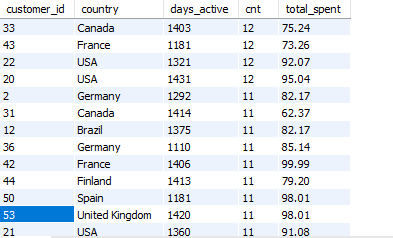 customer_id country days_active cnt total_spent
33 Canada 1403 12 75.24
43 France 1181 12 73.26
22 USA 1321 12 92.07
20 USA 1431 12 95.04
2 Germany 1292 11 82.17
31 Canada 1414 11 62.37
12 Brazil 1375 11 82.17
36 Germany 1110 11 85.14
42 France 1406 11 99.99
44 Finland 1413 11 79.20
50 Spain 1181 11 98.01
53 United Kingdom 1420 11 98.01
21 USA 1360 11 91.08